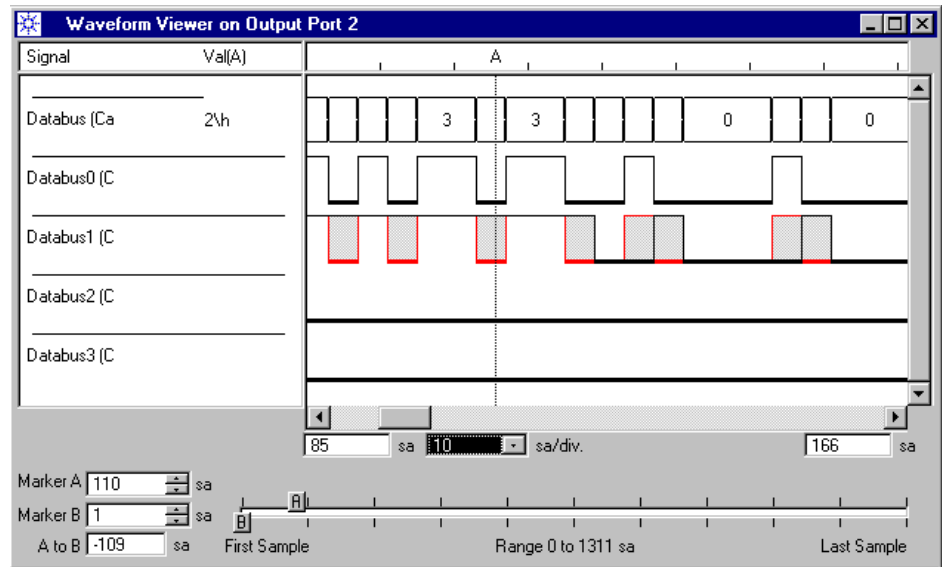 Waveform Viewer on Output Port 2
Signal Val(A) A
Databus (Ca 2\h 3 3 0 0
Databus0 (C
Databus1 (C
Databus2 (C
Databus3 (C
85 sa 10 sa/div. 166 sa
Marker A 110 sa
Marker B 1 sa
A to B -109 sa
A
B
First Sample Range 0 to 1311 sa Last Sample